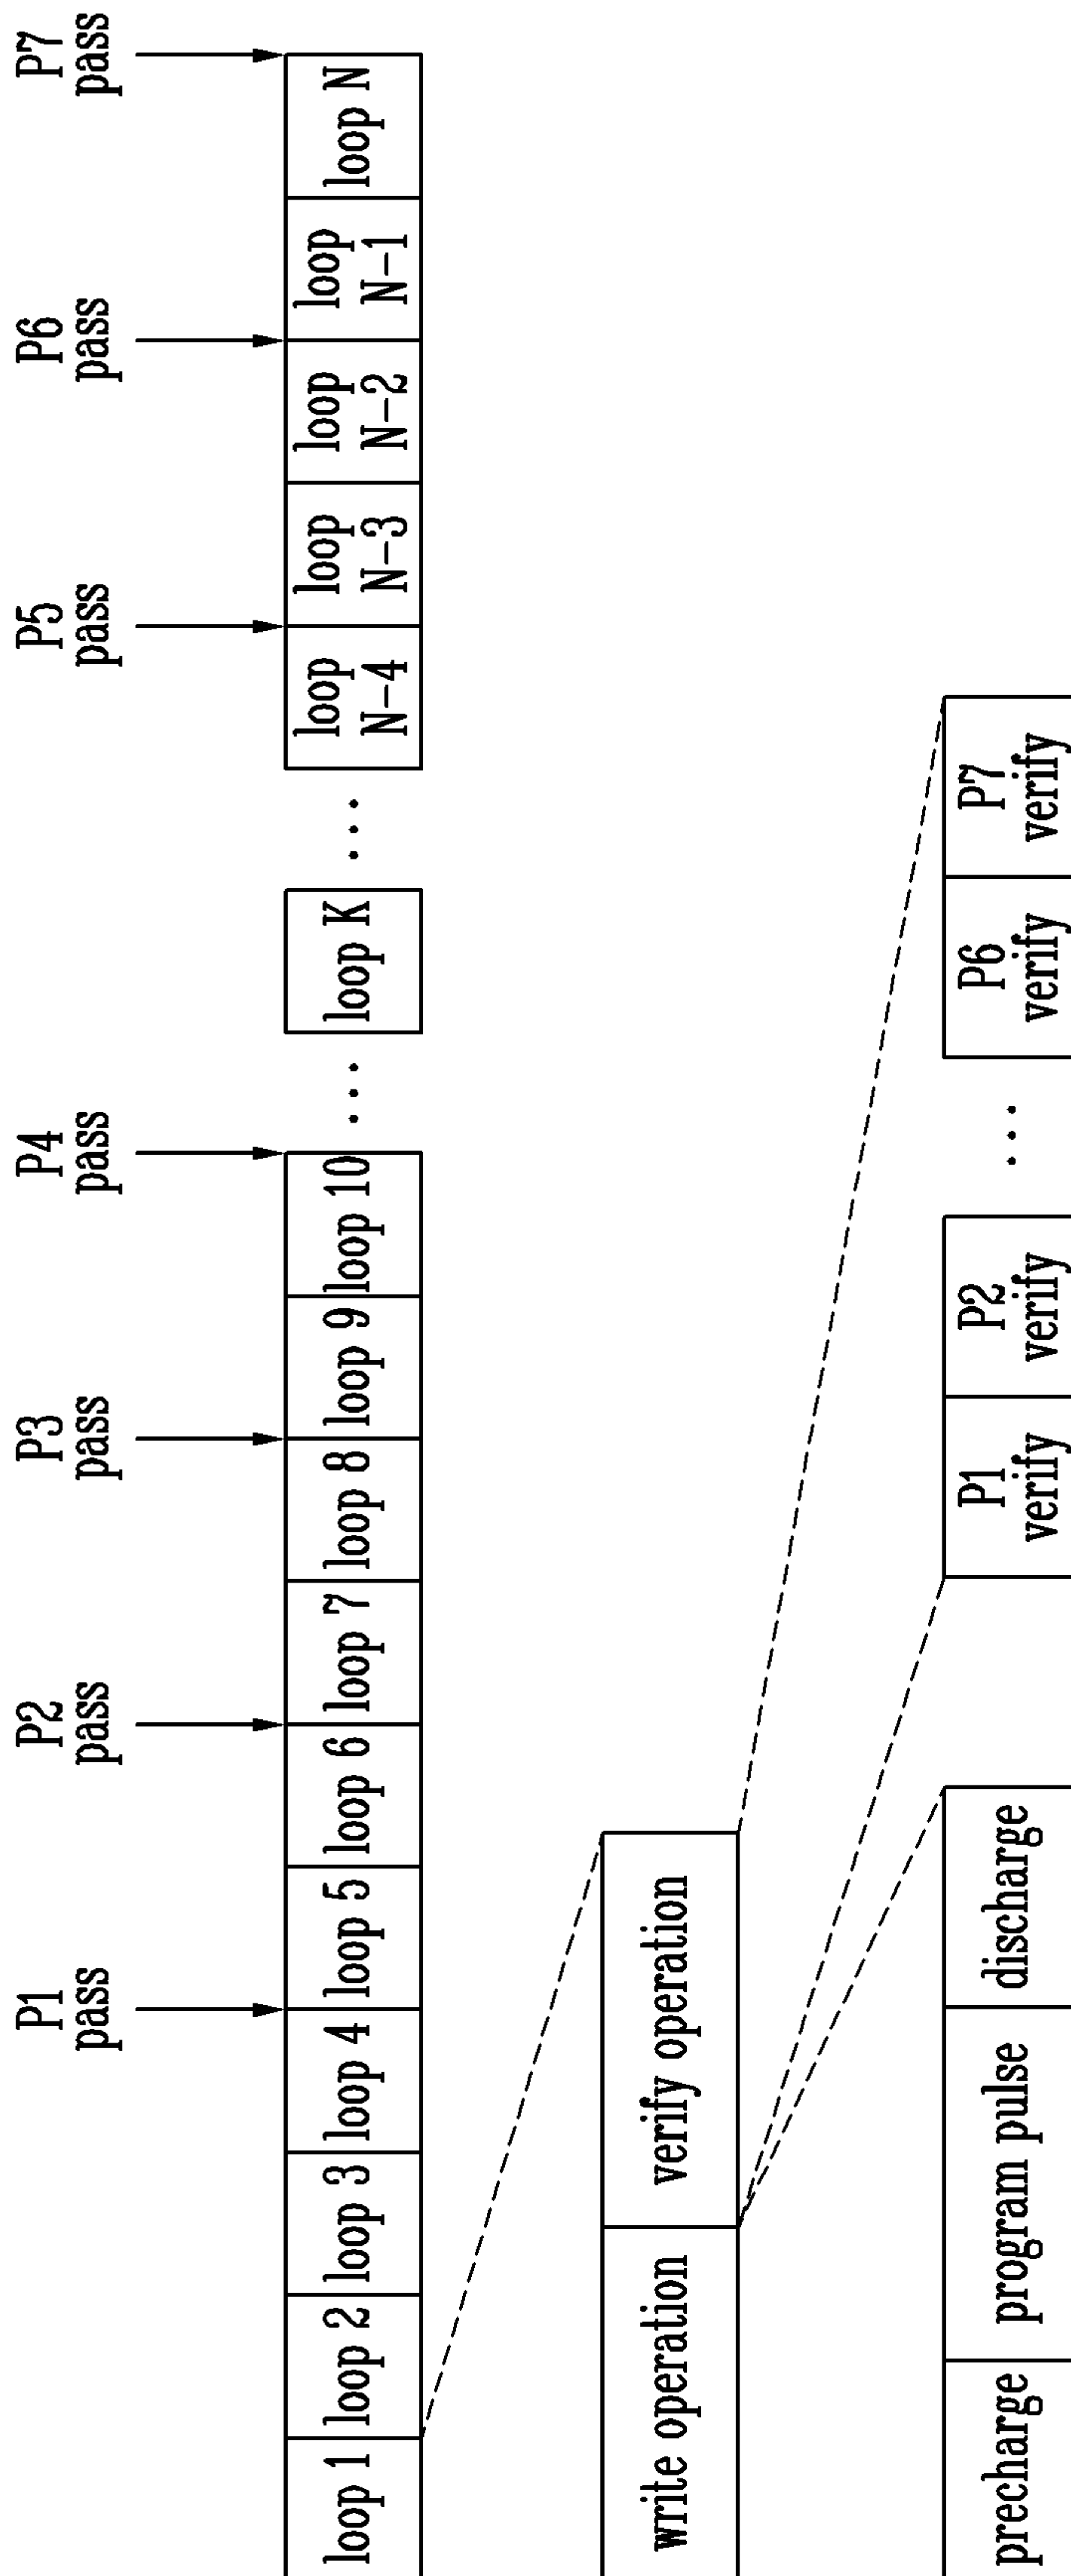 P1
pass
P2
pass
P3
pass
P4
pass
P5
pass
P6
pass
P7
pass
loop 1
loop 2
loop 3
loop 4
loop 5
loop 6
loop 7
loop 8
loop 9
loop 10
...
loop K
...
loop
N-4
loop
N-3
loop
N-2
loop
N-1
loop N
write operation
verify operation
precharge
program pulse
discharge
P1
verify
P2
verify
...
P6
verify
P7
verify